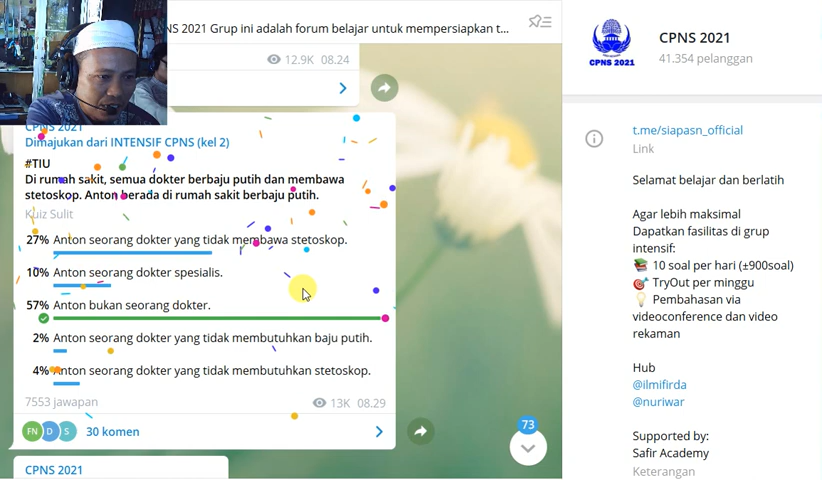 NS 2021 Grup ini adalah forum belajar untuk mempersiapkan t...
12.9K 08.24
CPNS 2021
Dimajukan dari INTENSIF CPNS (kel 2)
#TIU
Di rumah sakit, semua dokter berbaju putih dan membawa
stetoskop. Anton berada di rumah sakit berbaju putih.
Kuiz Sulit
27% Anton seorang dokter yang tidak membawa stetoskop.
10% Anton seorang dokter spesialis.
57% Anton bukan seorang dokter.
2% Anton seorang dokter yang tidak membutuhkan baju putih.
4% Anton seorang dokter yang tidak membutuhkan stetoskop.
7553 jawapan 13K 08.29
FN D S 30 komen
73
CPNS 2021
CPNS 2021
CPNS 2021
41.354 pelanggan
t.me/siapasn_official
Link
Selamat belajar dan berlatih
Agar lebih maksimal
Dapatkan fasilitas di grup
intensif:
📚 10 soal per hari (±900soal)
🎯 TryOut per minggu
💡 Pembahasan via
videoconference dan video
rekaman
Hub
@ilmifirda
@nuriwar
Supported by:
Safir Academy
Keterangan